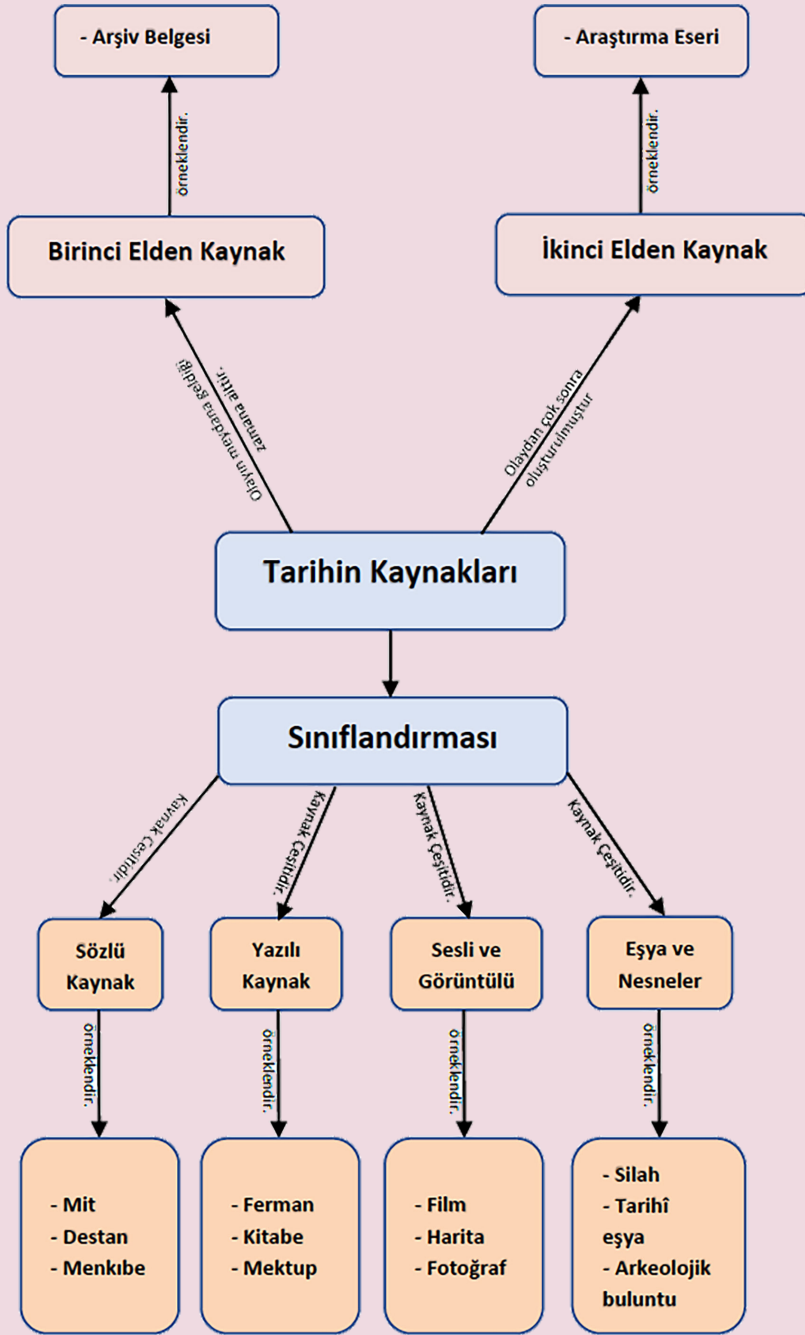 - Arşiv Belgesi
- Araştırma Eseri
örneklendir.
örneklendir.
Birinci Elden Kaynak
İkinci Elden Kaynak
Olayın meydana geldiği
zamana aittir.
Olaydan çok sonra
oluşturulmuştur
Tarihin Kaynakları
Sınıflandırması
Kaynak Çeşitidir.
Kaynak Çeşitidir.
Kaynak Çeşitidir.
Kaynak Çeşitidir.
Sözlü
Kaynak
Yazılı
Kaynak
Sesli ve
Görüntülü
Eşya ve
Nesneler
örneklendir.
örneklendir.
örneklendir.
örneklendir.
- Mit
- Destan
- Menkıbe
- Ferman
- Kitabe
- Mektup
- Film
- Harita
- Fotoğraf
- Silah
- Tarihî
eşya
- Arkeolojik
buluntu